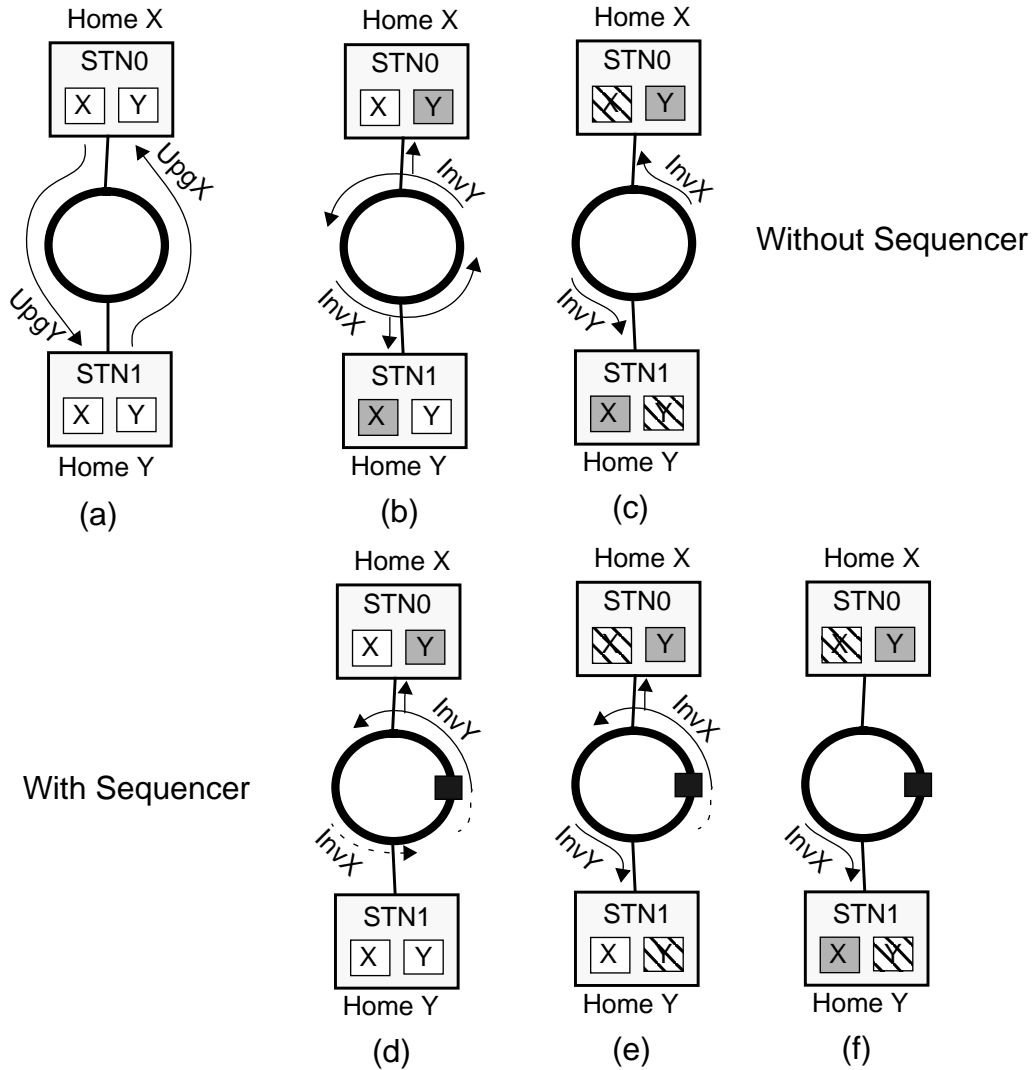 Home X
STN0
X Y
UpgX
UpgY
STN1
X Y
Home Y
(a)
Home X
STN0
X Y
InvY
InvX
STN1
X Y
Home Y
(b)
Home X
STN0
X Y
InvX
InvY
STN1
X Y
Home Y
(c)
Without Sequencer
With Sequencer
Home X
STN0
X Y
InvY
InvX
STN1
X Y
Home Y
(d)
Home X
STN0
X Y
InvX
InvY
STN1
X Y
Home Y
(e)
Home X
STN0
X Y
InvX
STN1
X Y
Home Y
(f)